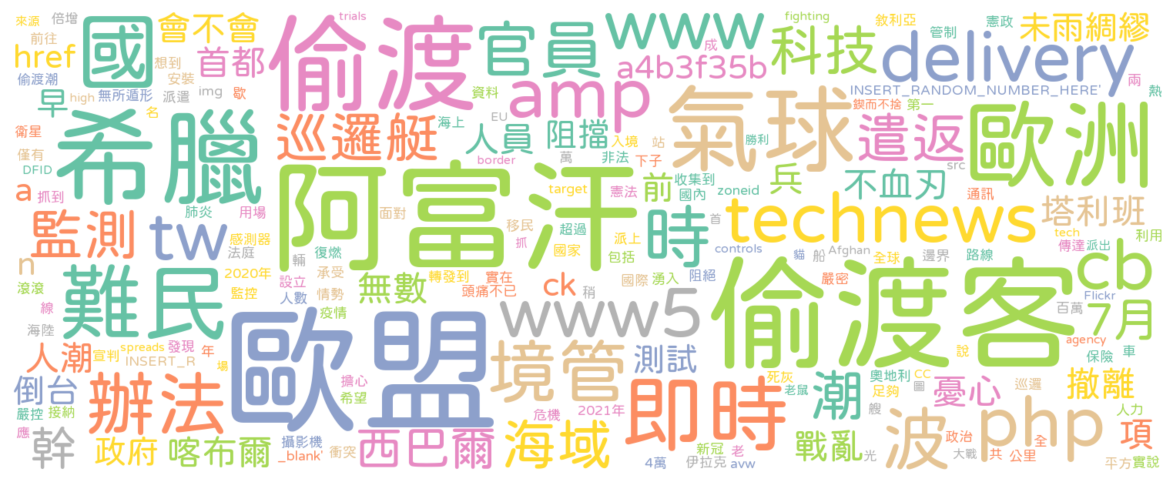 來源 倍增 會不會 偷渡 trials 官員 www fighting 敘利亞 憲政 未雨綢繆
href 國 前往 想到 首都 成 科技 管制 delivery 兩
偷渡潮 安裝 資料 a4b3f35b
早 high 無所遁形 派遣 img 歇 EU amp INSERT_RANDOM_NUMBER_HERE' 熱
名 鍥而不捨 第一
衛星 希臘 巡邏艇 海上 人員 阻擋 入境 站 氣球 勝利 遣返 歐洲
僅有 border 萬 非法 下子 src
DFID a 抓到 阿富汗 target 憲法 前 收集到 zoneid 兵 不血刃 通訊
肺炎 用場 面對 移民 超過 國內
監測 tw 感測器 復燃 國家 派上 時 首 technews 塔利班
法庭 抓 包括 controls 貓 船 Afghan 全球 邊界 路線 tech 傳達 派出 利用
n 2020年 輛 承受 轉發到 實在 國際 湧入 阻絕 嚴密 cb
滾滾 難民 監控 設立 情勢 無數 頭痛不已 ck 稍 偷渡客 Flickr
線 人數 疫情 歐盟 www5 百萬 7月
海陸 人潮 宣判 spreads 發現 年 境管 測試 說 agency 車
INSERT_R 場 死灰 奧地利 CC 保險
倒台 辦法 擴心 希望 即時 老鼠 潮 足夠 圖 憂心 巡邏 撤離
嚴控 接納 危機 2021年 艘 人力
應 幹 政府 喀布爾 攝影機 衝突 西巴爾 海域 新冠 老 戰亂 波 政治 php 全 項
_blank' 4萬 伊拉克 avw 光 大戰 共 公里 平方 實說